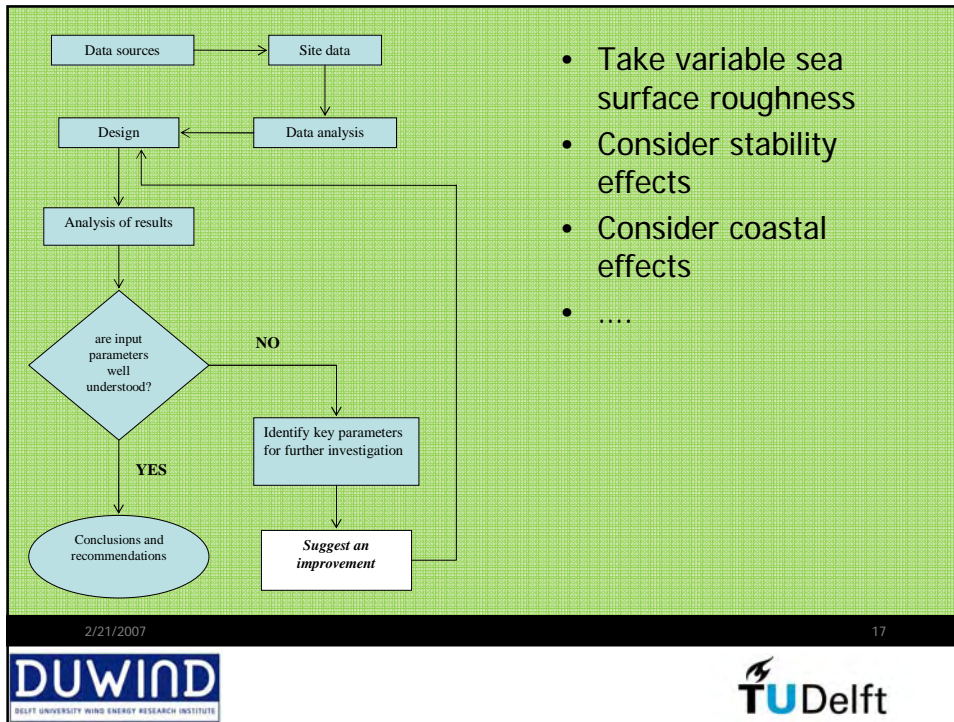 Data sources
Site data
Design
Data analysis
Analysis of results
are input
parameters
well
understood?
NO
Identify key parameters
for further investigation
YES
Conclusions and
recommendations
Suggest an
improvement
• Take variable sea
surface roughness
• Consider stability
effects
• Consider coastal
effects
• ....
2/21/2007
17
DUWIND
DELFT UNIVERSITY WIND ENERGY RESEARCH INSTITUTE
TU Delft